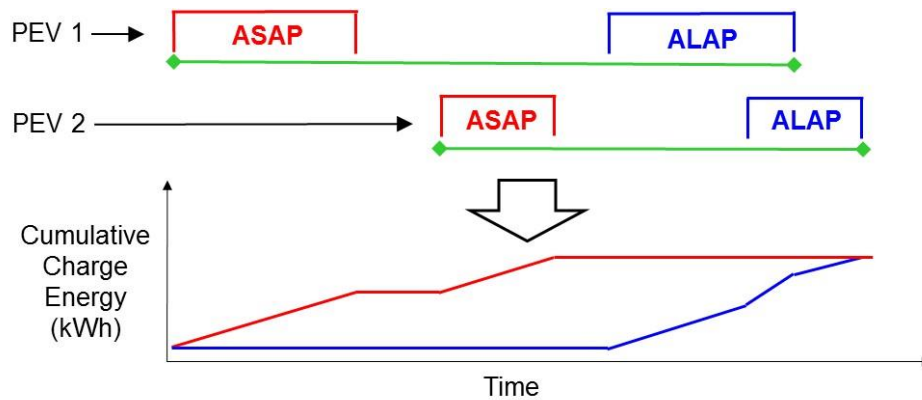 PEV 1
ASAP
ALAP
PEV 2
ASAP
ALAP
Cumulative
Charge
Energy
(kWh)
Time